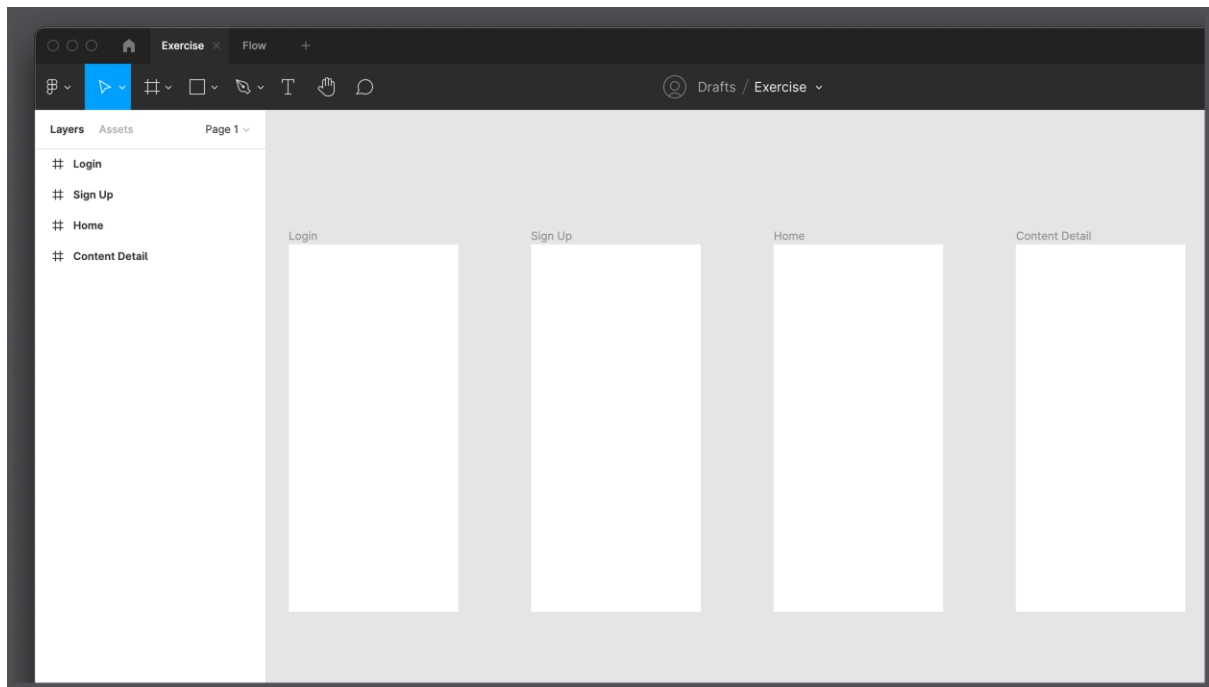 Exercise Flow
Drafts / Exercise
Layers Assets Page 1
Login
Sign Up
Home
Content Detail
Login Sign Up Home Content Detail